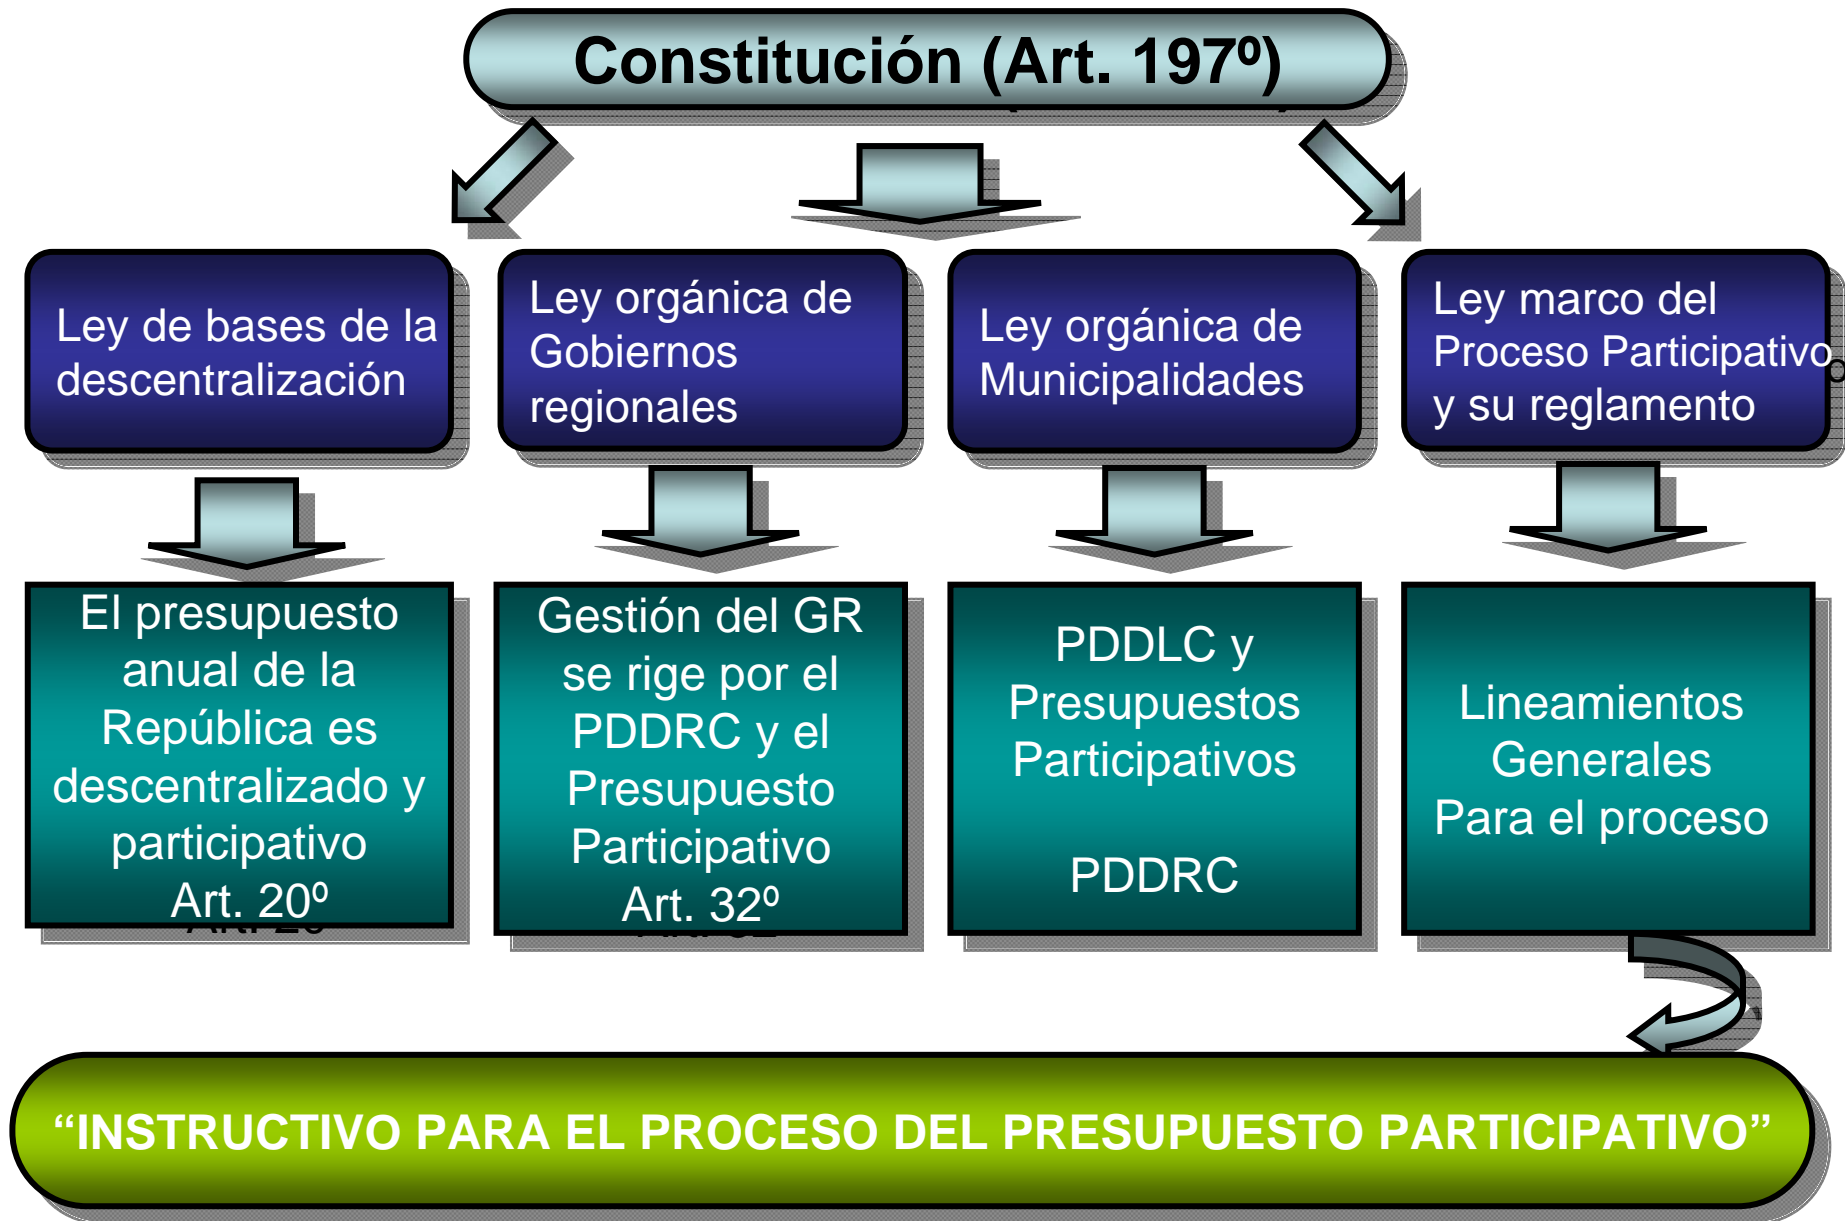 Constitución (Art. 197º)
Ley de bases de la
descentralización
Ley orgánica de
Gobiernos
regionales
Ley orgánica de
Municipalidades
Ley marco del
Proceso Participativo
y su reglamento
El presupuesto
anual de la
República es
descentralizado y
participativo
Art. 20º
Gestión del GR
se rige por el
PDDRC y el
Presupuesto
Participativo
Art. 32º
PDDLC y
Presupuestos
Participativos
PDDRC
Lineamientos
Generales
Para el proceso
“INSTRUCTIVO PARA EL PROCESO DEL PRESUPUESTO PARTICIPATIVO”